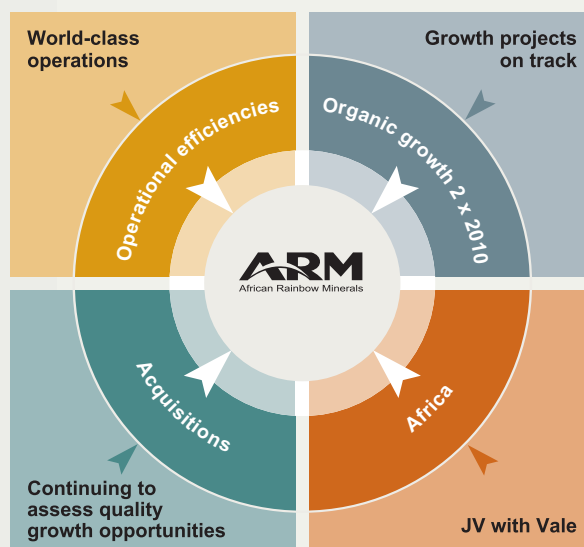 World-class
operations
Growth projects
on track
Operational efficiencies
Organic growth 2 x 2010
ARM
African Rainbow Minerals
Acquisitions
Africa
Continuing to
assess quality
growth opportunities
JV with Vale